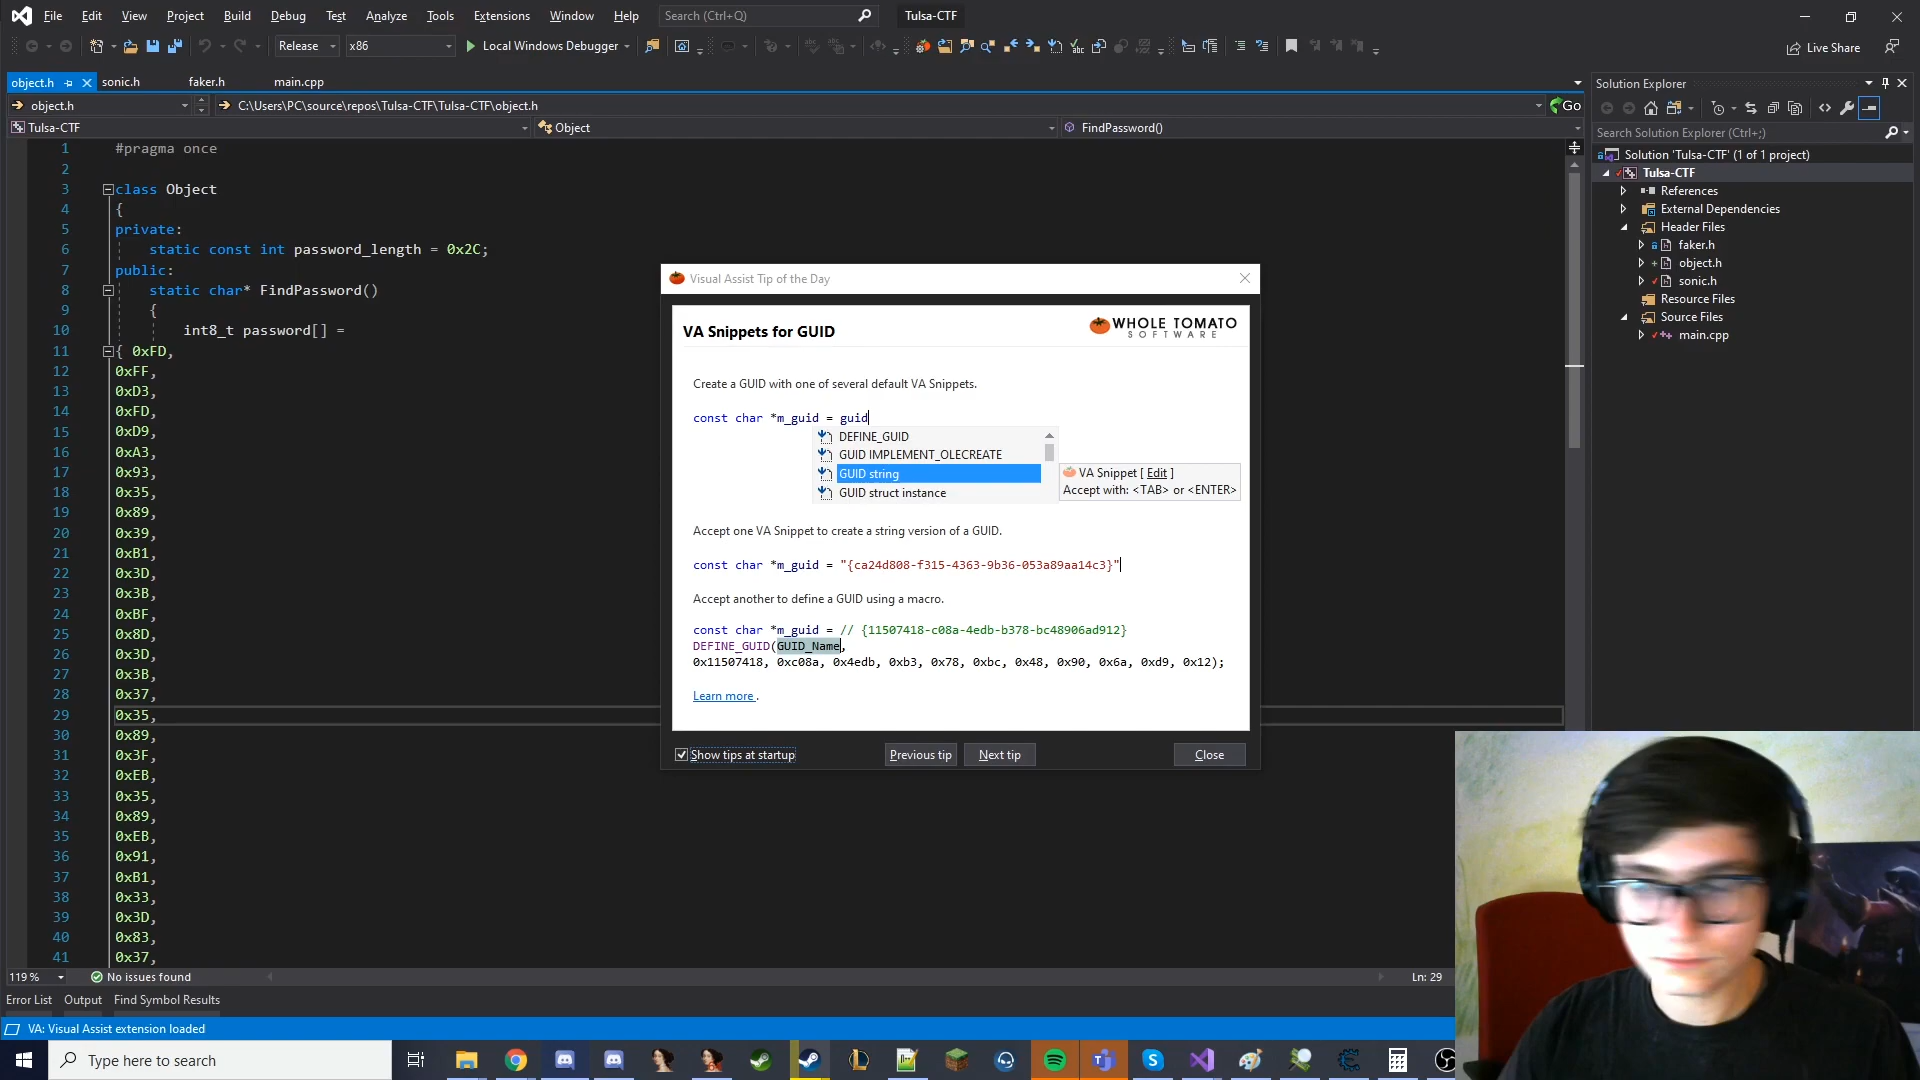 File Edit View Project Build Debug Test Analyze Tools Extensions Window Help Search (Ctrl+Q) Tulsa-CTF
Release x86 Local Windows Debugger Live Share
object.h sonic.h faker.h main.cpp
object.h C:\Users\PC\source\repos\Tulsa-CTF\Tulsa-CTF\object.h Go
Tulsa-CTF Object FindPassword()
1 #pragma once
2
3 class Object
4 {
5 private:
6 static const int password_length = 0x2C;
7 public:
8 static char* FindPassword()
9 {
10 int8_t password[] =
11 { 0xFD,
12 0xFF,
13 0xD3,
14 0xFD,
15 0xD9,
16 0xA3,
17 0x93,
18 0x35,
19 0x89,
20 0x39,
21 0xB1,
22 0x3D,
23 0x3B,
24 0xBF,
25 0x8D,
26 0x3D,
27 0x3B,
28 0x37,
29 0x35,
30 0x89,
31 0x3F,
32 0xEB,
33 0x35,
34 0x89,
35 0xEB,
36 0x91,
37 0xB1,
38 0x33,
39 0x3D,
40 0x83,
41 0x37,
119 % No issues found Ln: 29
Error List Output Find Symbol Results
VA: Visual Assist extension loaded
Type here to search
Visual Assist Tip of the Day
VA Snippets for GUID
WHOLE TOMATO
SOFTWARE
Create a GUID with one of several default VA Snippets.
const char *m_guid = guid
DEFINE_GUID
GUID IMPLEMENT_OLECREATE
GUID string
GUID struct instance
VA Snippet [ Edit ]
Accept with: <TAB> or <ENTER>
Accept one VA Snippet to create a string version of a GUID.
const char *m_guid = "{ca24d808-f315-4363-9b36-053a89aa14c3}"
Accept another to define a GUID using a macro.
const char *m_guid = // {11507418-c08a-4edb-b378-bc48906ad912}
DEFINE_GUID(GUID_Name,
0x11507418, 0xc08a, 0x4edb, 0xb3, 0x78, 0xbc, 0x48, 0x90, 0x6a, 0xd9, 0x12);
Learn more .
Show tips at startup Previous tip Next tip Close
Solution Explorer
Search Solution Explorer (Ctrl+;)
Solution 'Tulsa-CTF' (1 of 1 project)
Tulsa-CTF
References
External Dependencies
Header Files
faker.h
object.h
sonic.h
Resource Files
Source Files
main.cpp